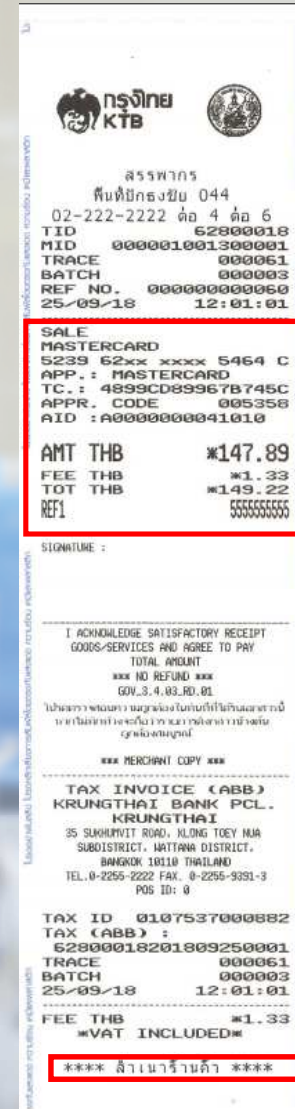 กรุงไทย
KTB
สรรพากร
พื้นที่ปักธงชัย 044
02-222-2222 ต่อ 4 ต่อ 6
TID 62800018
MID 000001001300001
TRACE 000061
BATCH 000003
REF NO. 000000000060
25/09/18 12:01:01
SALE
MASTERCARD
5239 62xx xxxx 5464 C
APP.: MASTERCARD
TC.: 4899CD89967B745C
APPR. CODE 005358
AID :A0000000041010
AMT THB *147.89
FEE THB *1.33
TOT THB *149.22
REF1 5555555555
SIGNATURE :
I ACKNOWLEDGE SATISFACTORY RECEIPT
GOODS/SERVICES AND AGREE TO PAY
TOTAL AMOUNT
*** NO REFUND ***
GOV_3.4.03_RD.01
*** MERCHANT COPY ***
TAX INVOICE (ABB)
KRUNGTHAI BANK PCL.
KRUNGTHAI
35 SUKHUMVIT ROAD. KLONG TOEY NUA
SUBDISTRICT. WATTANA DISTRICT.
BANGKOK 10110 THAILAND
TEL.0-2255-2222 FAX. 0-2255-9391-3
POS ID: 0
TAX ID 0107537000882
TAX (ABB) :
62800018201809250001
TRACE 000061
BATCH 000003
25/09/18 12:01:01
FEE THB *1.33
*VAT INCLUDED*
**** สำเนาร้านค้า ****